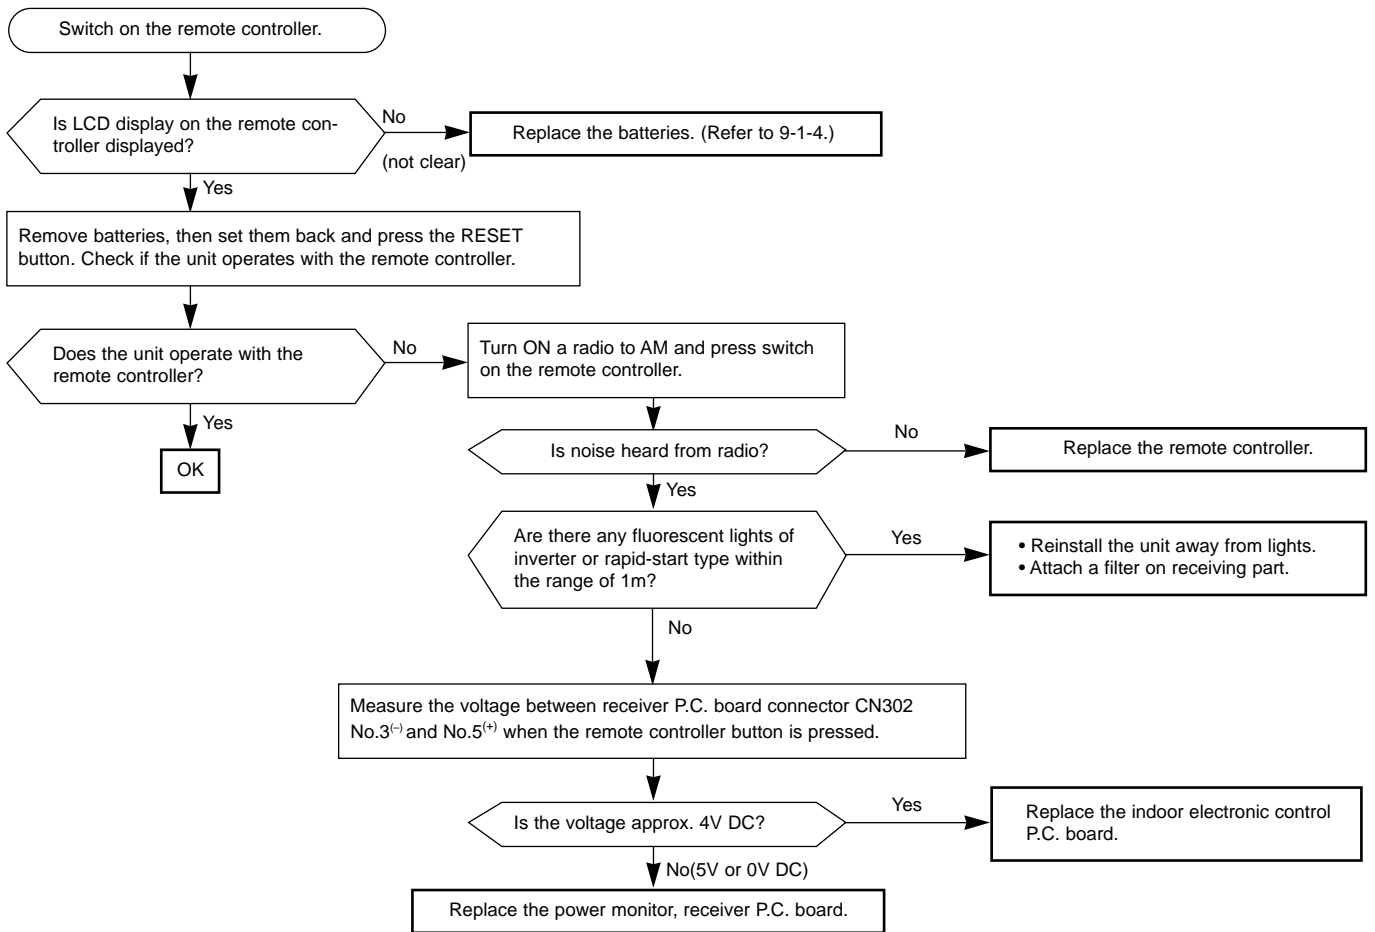 Switch on the remote controller.
Is LCD display on the remote con-
troller displayed?
No
(not clear)
Replace the batteries. (Refer to 9-1-4.)
Yes
Remove batteries, then set them back and press the RESET
button. Check if the unit operates with the remote controller.
Does the unit operate with the
remote controller?
No
Turn ON a radio to AM and press switch
on the remote controller.
Yes
OK
Is noise heard from radio?
No
Replace the remote controller.
Yes
Are there any fluorescent lights of
inverter or rapid-start type within
the range of 1m?
Yes
• Reinstall the unit away from lights.
• Attach a filter on receiving part.
No
Measure the voltage between receiver P.C. board connector CN302
No.3(–) and No.5(+) when the remote controller button is pressed.
Is the voltage approx. 4V DC?
Yes
Replace the indoor electronic control
P.C. board.
No(5V or 0V DC)
Replace the power monitor, receiver P.C. board.